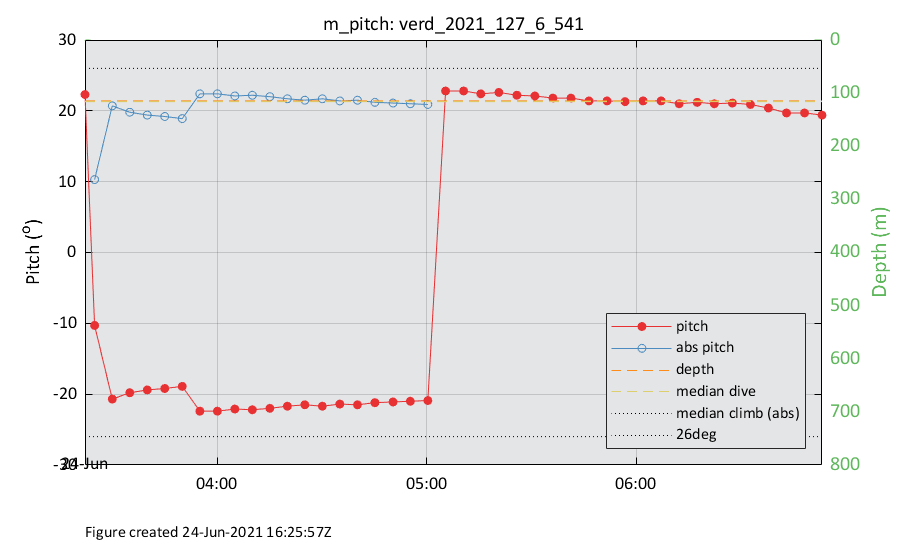 m_pitch: verd_2021_127_6_541
30
20
10
0
-10
-20
-30
24-Jun
Pitch (o)
0
100
200
300
400
500
600
700
800
Depth (m)
04:00
05:00
06:00
pitch
abs pitch
depth
median dive
median climb (abs)
26deg
Figure created 24-Jun-2021 16:25:57Z